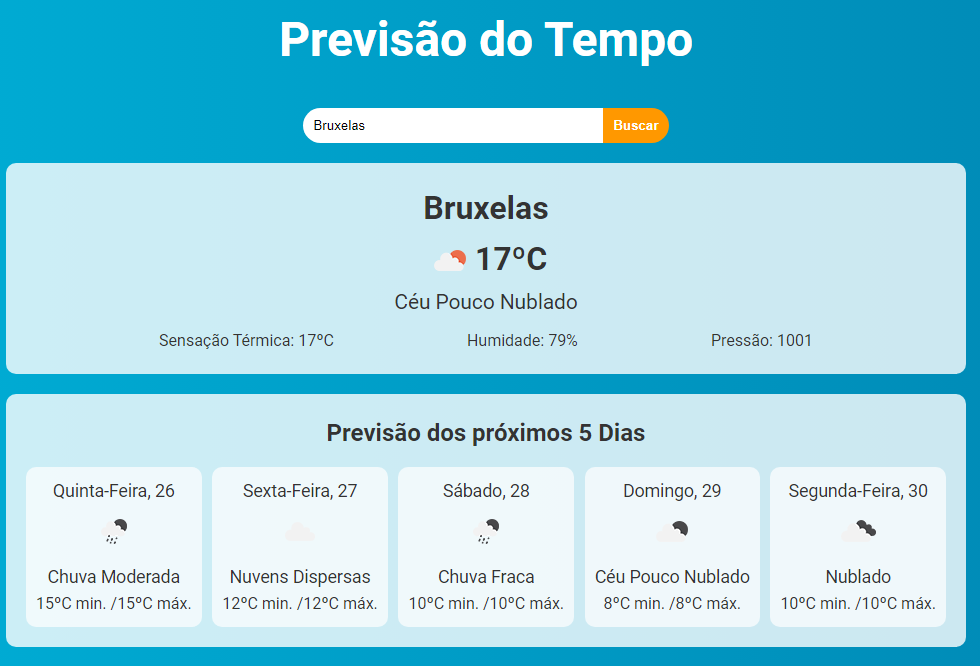 Previsão do Tempo
Bruxelas
Buscar
Bruxelas
17ºC
Céu Pouco Nublado
Sensação Térmica: 17ºC
Humidade: 79%
Pressão: 1001
Previsão dos próximos 5 Dias
Quinta-Feira, 26
Chuva Moderada
15ºC min. /15ºC máx.
Sexta-Feira, 27
Nuvens Dispersas
12ºC min. /12ºC máx.
Sábado, 28
Chuva Fraca
10ºC min. /10ºC máx.
Domingo, 29
Céu Pouco Nublado
8ºC min. /8ºC máx.
Segunda-Feira, 30
Nublado
10ºC min. /10ºC máx.